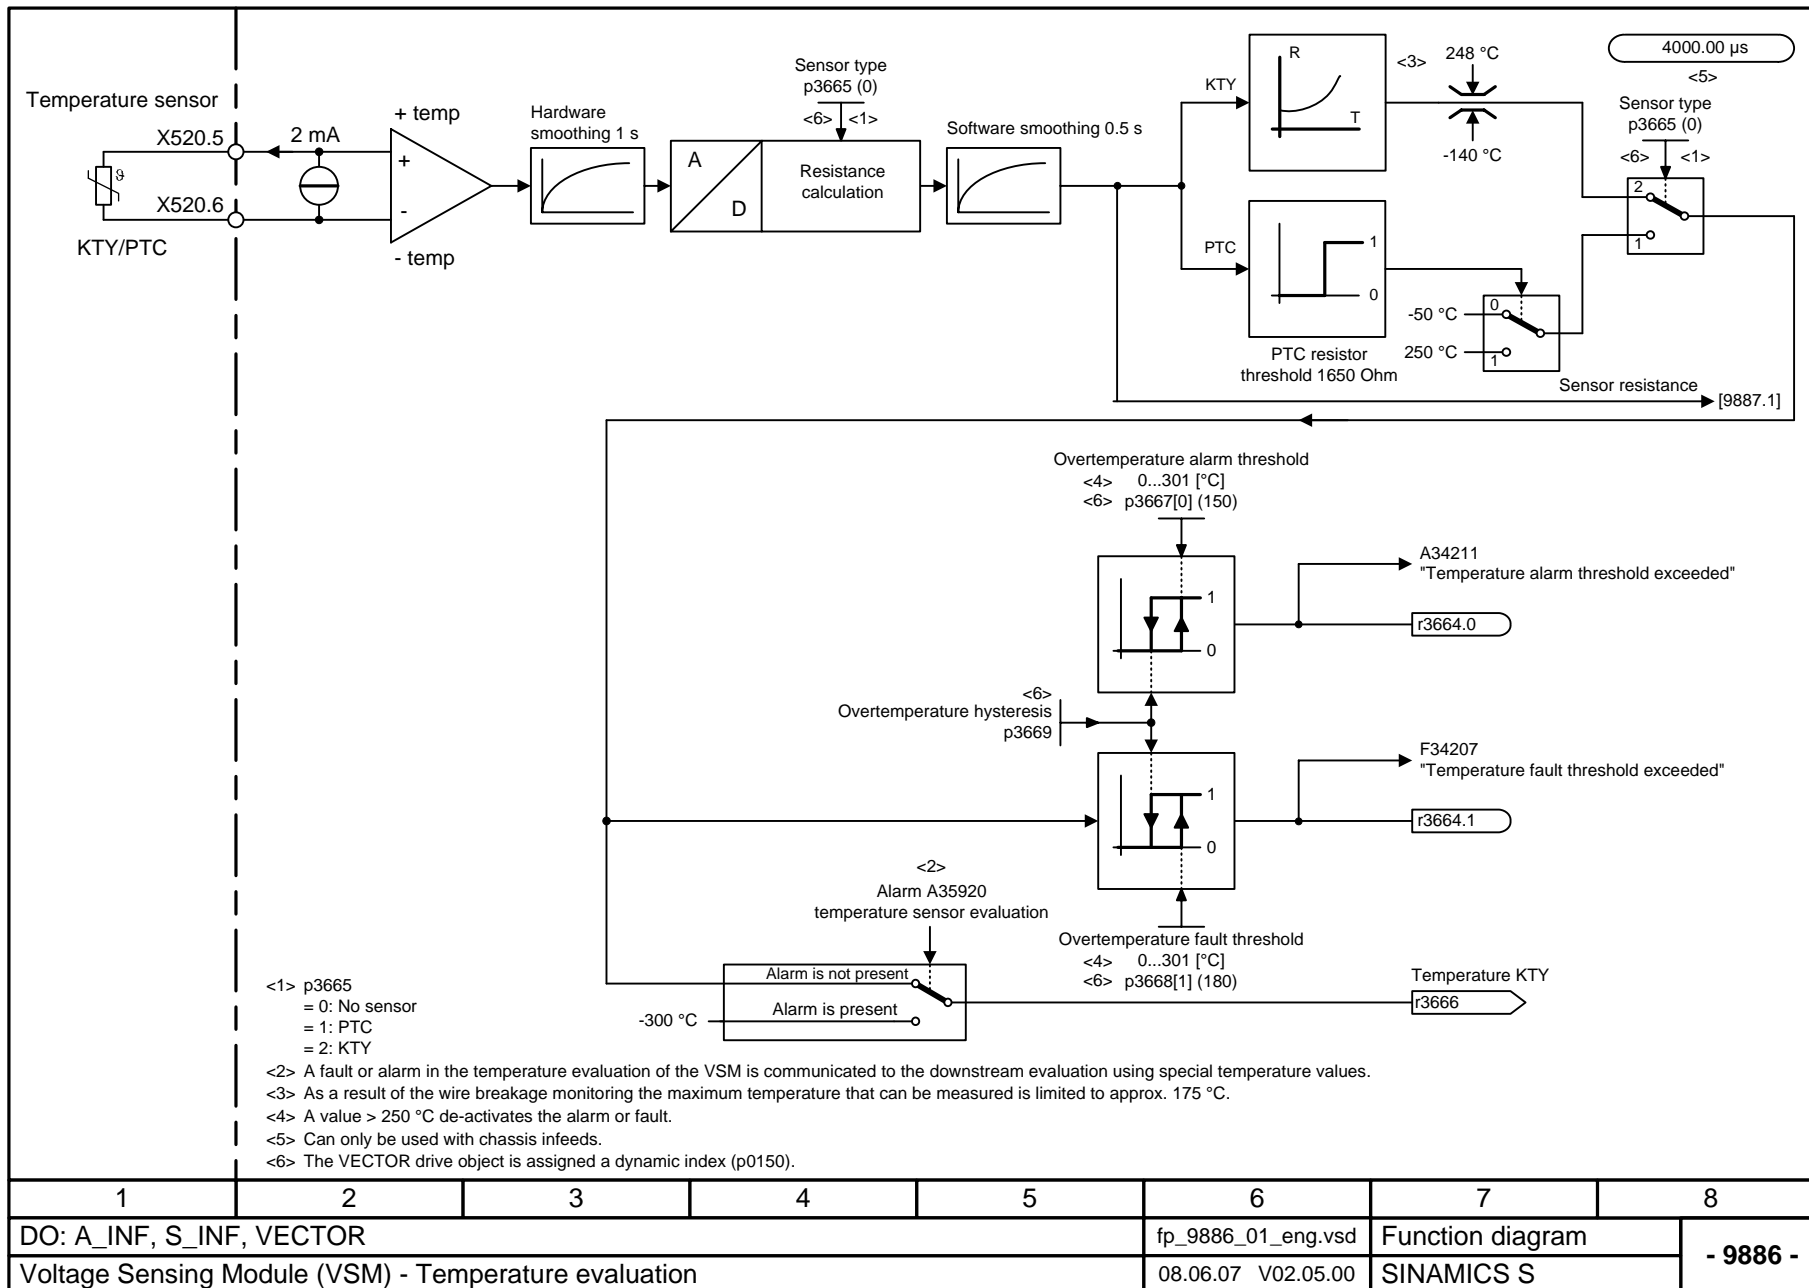 Temperature sensor
X520.5
X520.6
ϑ
KTY/PTC
2 mA
+ temp
+
-
- temp
Hardware
smoothing 1 s
Sensor type
p3665 (0)
<6> <1>
A
D
Resistance
calculation
Software smoothing 0.5 s
KTY
R
T
<3>
248 °C
-140 °C
4000.00 µs
<5>
Sensor type
p3665 (0)
<6> <1>
2
1
PTC
1
0
PTC resistor
threshold 1650 Ohm
-50 °C
0
250 °C
1
Sensor resistance
[9887.1]
Overtemperature alarm threshold
<4> 0...301 [°C]
<6> p3667[0] (150)
1
0
A34211
"Temperature alarm threshold exceeded"
r3664.0
<6>
Overtemperature hysteresis
p3669
1
0
F34207
"Temperature fault threshold exceeded"
r3664.1
Overtemperature fault threshold
<4> 0...301 [°C]
<6> p3668[1] (180)
<2>
Alarm A35920
temperature sensor evaluation
Alarm is not present
-300 °C
Alarm is present
Temperature KTY
r3666
<1> p3665
= 0: No sensor
= 1: PTC
= 2: KTY
<2> A fault or alarm in the temperature evaluation of the VSM is communicated to the downstream evaluation using special temperature values.
<3> As a result of the wire breakage monitoring the maximum temperature that can be measured is limited to approx. 175 °C.
<4> A value > 250 °C de-activates the alarm or fault.
<5> Can only be used with chassis infeeds.
<6> The VECTOR drive object is assigned a dynamic index (p0150).
1 2 3 4 5 6 7 8
DO: A_INF, S_INF, VECTOR
fp_9886_01_eng.vsd
Function diagram
- 9886 -
Voltage Sensing Module (VSM) - Temperature evaluation
08.06.07 V02.05.00
SINAMICS S